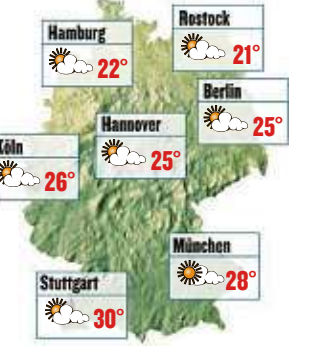 Rostock
21°
Hamburg
22°
Berlin
25°
Hannover
25°
Köln
26°
München
28°
Stuttgart
30°